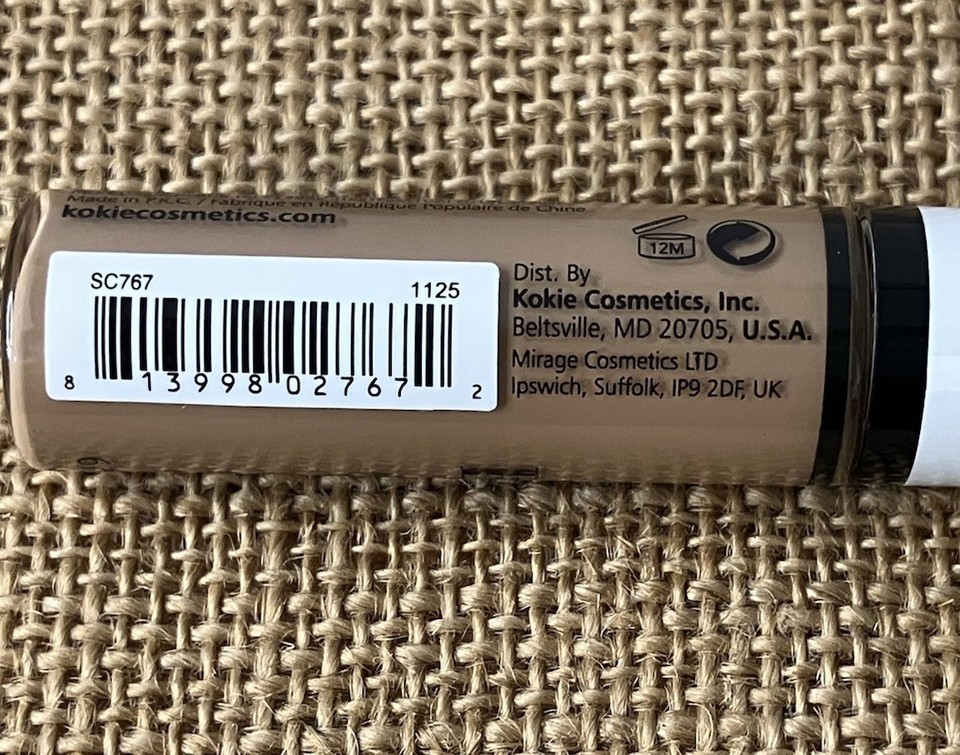 Made in P.R.C. / Fabriqué en République Populaire de Chine
kokiecosmetics.com
SC767
1125
8 13998 02767 2
12M
Dist. By
Kokie Cosmetics, Inc.
Beltsville, MD 20705, U.S.A.
Mirage Cosmetics LTD
Ipswich, Suffolk, IP9 2DF, UK